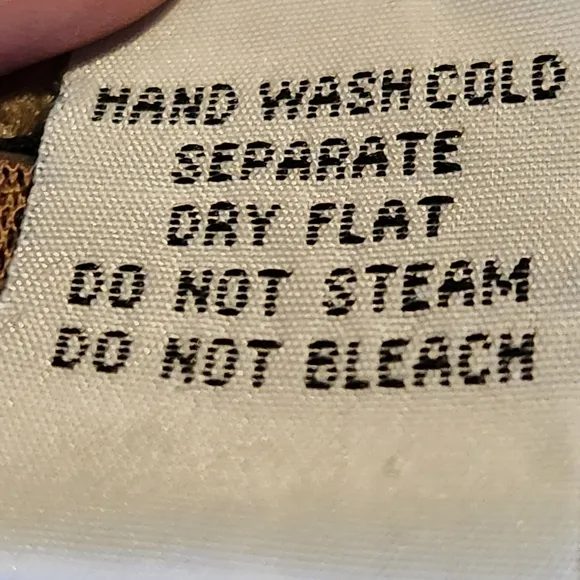 HAND WASH COLD
SEPARATE
DRY FLAT
DO NOT STEAM
DO NOT BLEACH